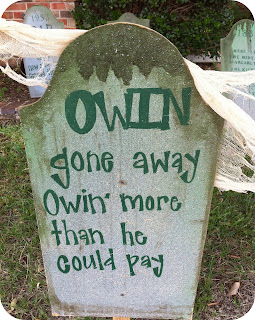 OWIN
gone away
Owin' more
than he
could pay